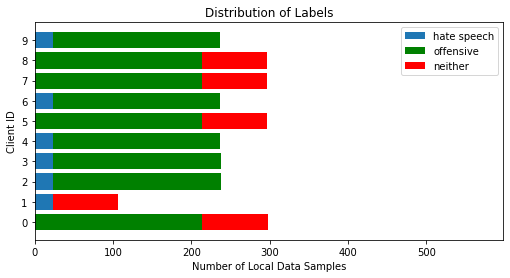 Distribution of Labels
hate speech
offensive
neither
Client ID
9
8
7
6
5
4
3
2
1
0
0 100 200 300 400 500
Number of Local Data Samples